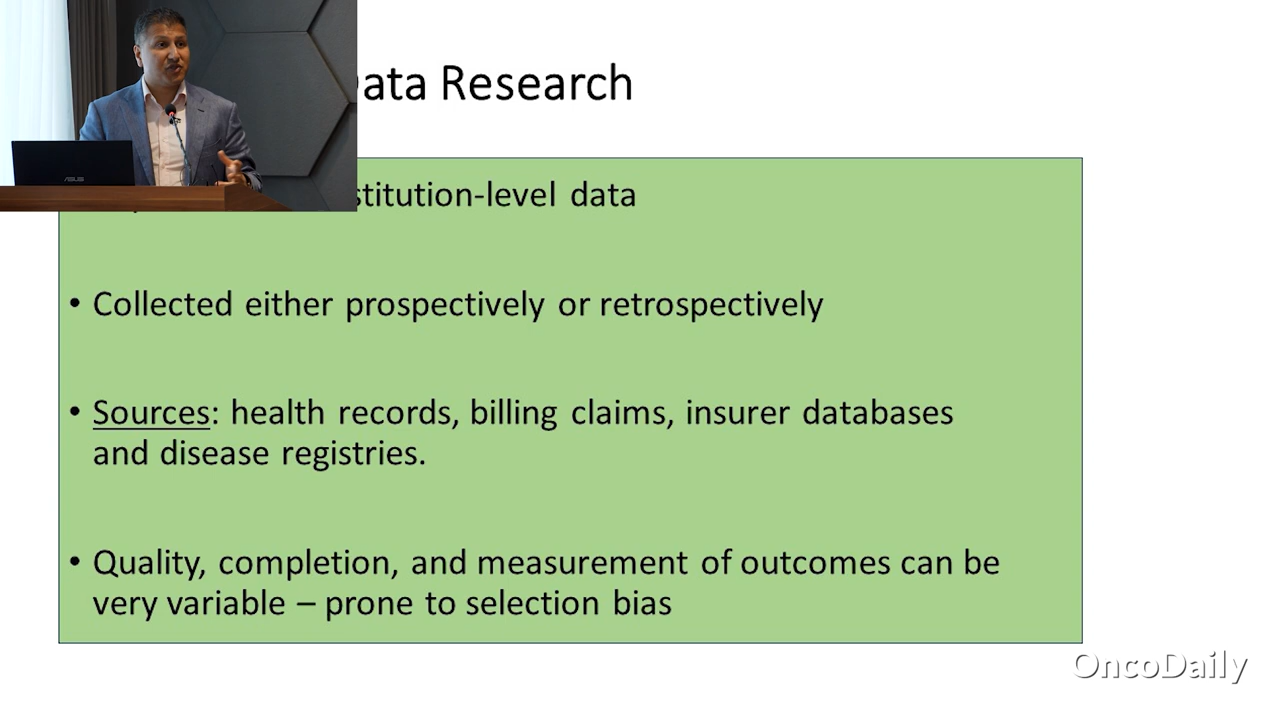 ata Research
stitution-level data
• Collected either prospectively or retrospectively
• Sources: health records, billing claims, insurer databases
and disease registries.
• Quality, completion, and measurement of outcomes can be
very variable – prone to selection bias
ASUS
OncoDaily